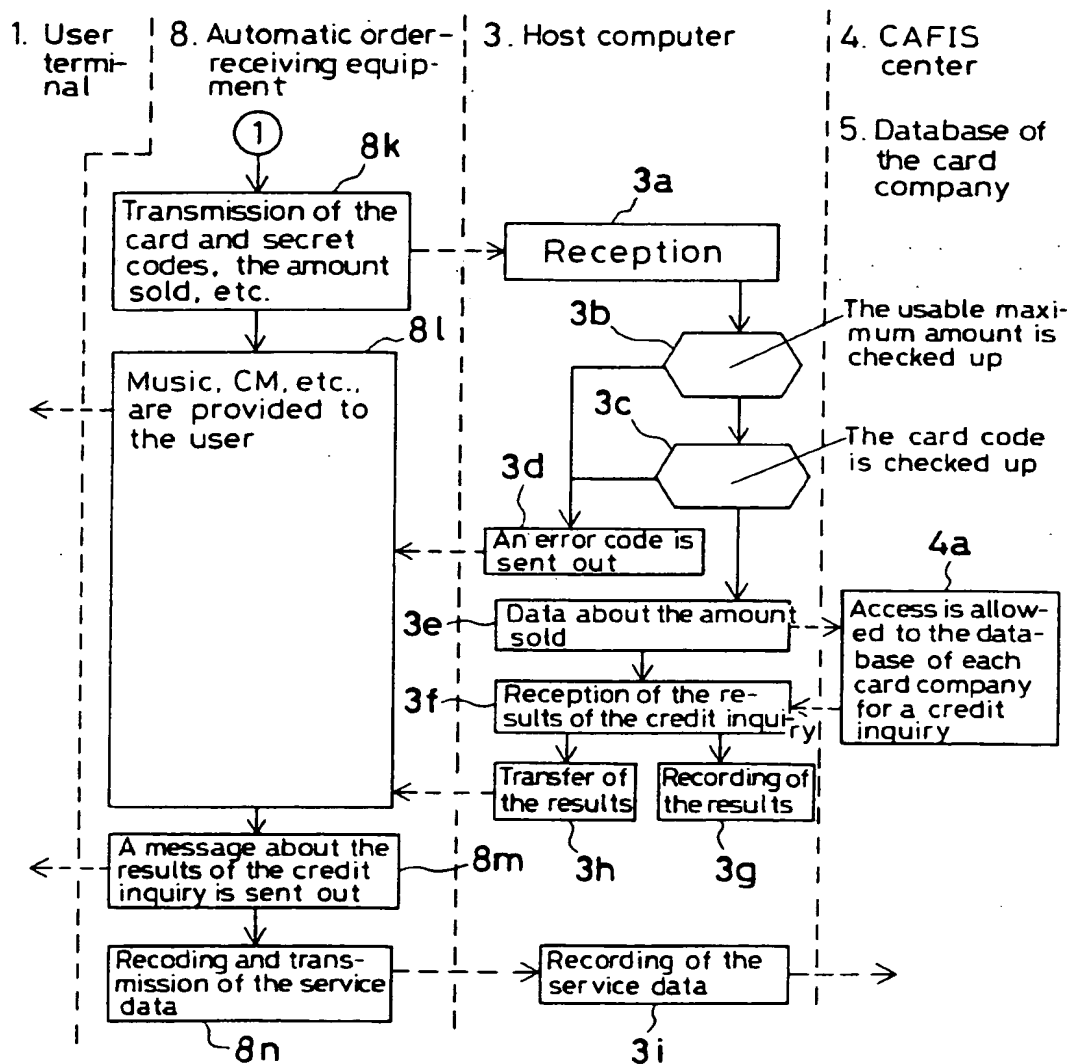 1. User
termi-
nal
8. Automatic order-
receiving equip-
ment
3. Host computer
4. CAFIS
center
5. Database of
the card
company
1
8k
Transmission of the
card and secret
codes, the amount
sold, etc.
3a
Reception
3b
The usable maxi-
mum amount is
checked up
8l
Music, CM, etc.,
are provided to
the user
3c
The card code
is checked up
3d
An error code is
sent out
4a
Access is allow-
ed to the data-
base of each
card company
for a credit
inquiry
3e
Data about the amount
sold
3f
Reception of the re-
sults of the credit inquiry
Transfer of
the results
3h
Recording of
the results
3g
A message about the
results of the credit
inquiry is sent out
8m
Recoding and trans-
mission of the service
data
8n
Recording of the
service data
3i